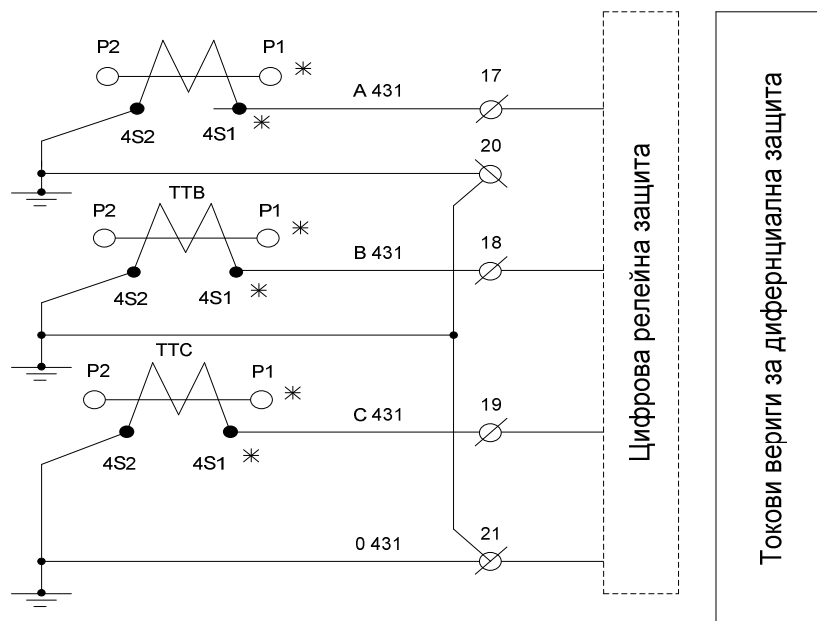 P2 P1
A 431 17
4S2 4S1
20
TTB
P2 P1
B 431 18
4S2 4S1
TTC
P2 P1
C 431 19
4S2 4S1
0 431 21
Цифрова релейна защита
Токови вериги за дифернциална защита